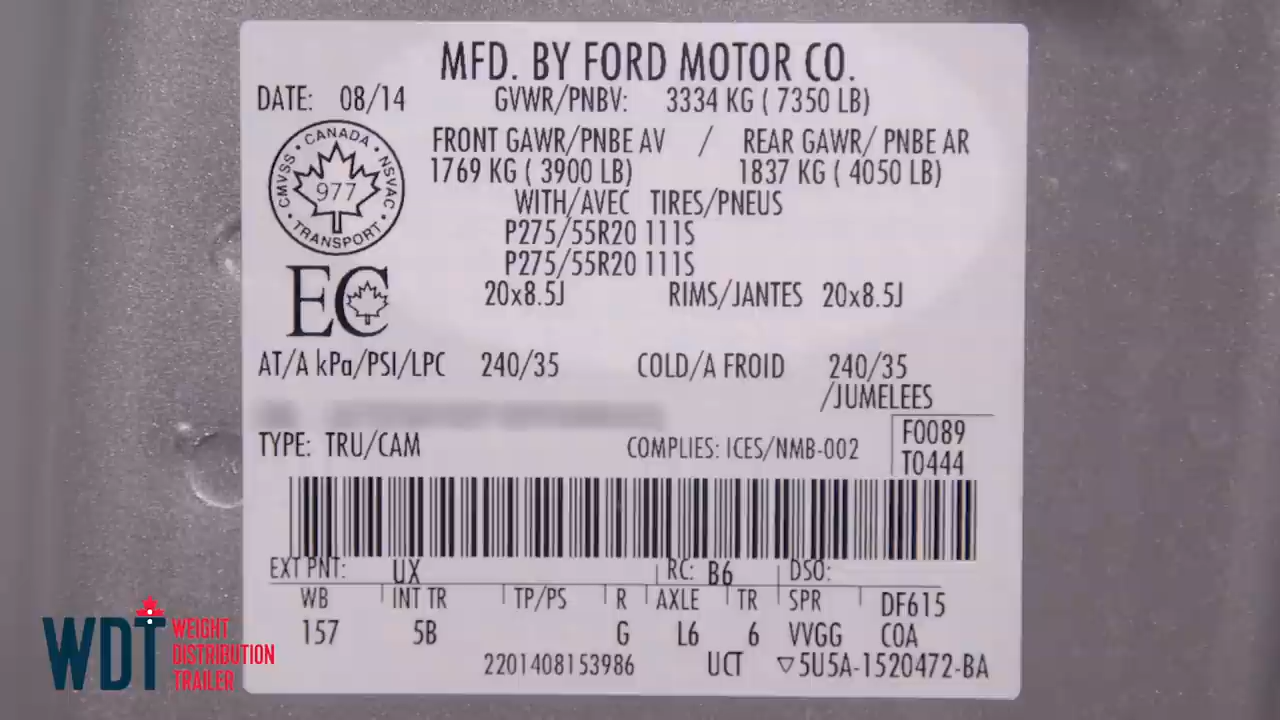 MFD. BY FORD MOTOR CO.
DATE: 08/14 GVWR/PNBV: 3334 KG ( 7350 LB)
FRONT GAWR/PNBE AV / REAR GAWR/ PNBE AR
1769 KG ( 3900 LB) 1837 KG ( 4050 LB)
WITH/AVEC TIRES/PNEUS
P275/55R20 111S
P275/55R20 111S
20x8.5J RIMS/JANTES 20x8.5J
CANADA
CMVSS 977 NSVAC
TRANSPORT
EC
AT/A kPa/PSI/LPC 240/35 COLD/A FROID 240/35
/JUMELEES
TYPE: TRU/CAM COMPLIES: ICES/NMB-002
F0089
T0444
EXT PNT: UX RC: B6 DSO:
WB INT TR TP/PS R AXLE TR SPR DF615
157 5B G L6 6 VVGG COA
2201408153986 UCT ▽5U5A-1520472-BA
WDT
WEIGHT
DISTRIBUTION
TRAILER